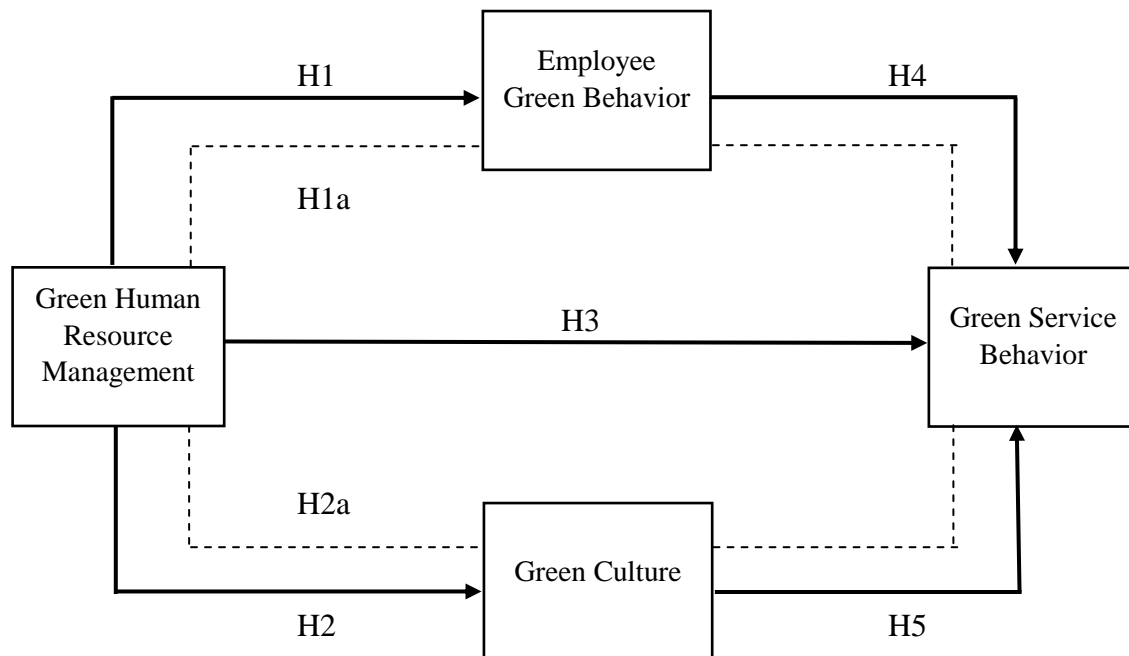 H1
Employee
Green Behavior
H4
H1a
Green Human
Resource
Management
H3
Green Service
Behavior
H2a
Green Culture
H2
H5